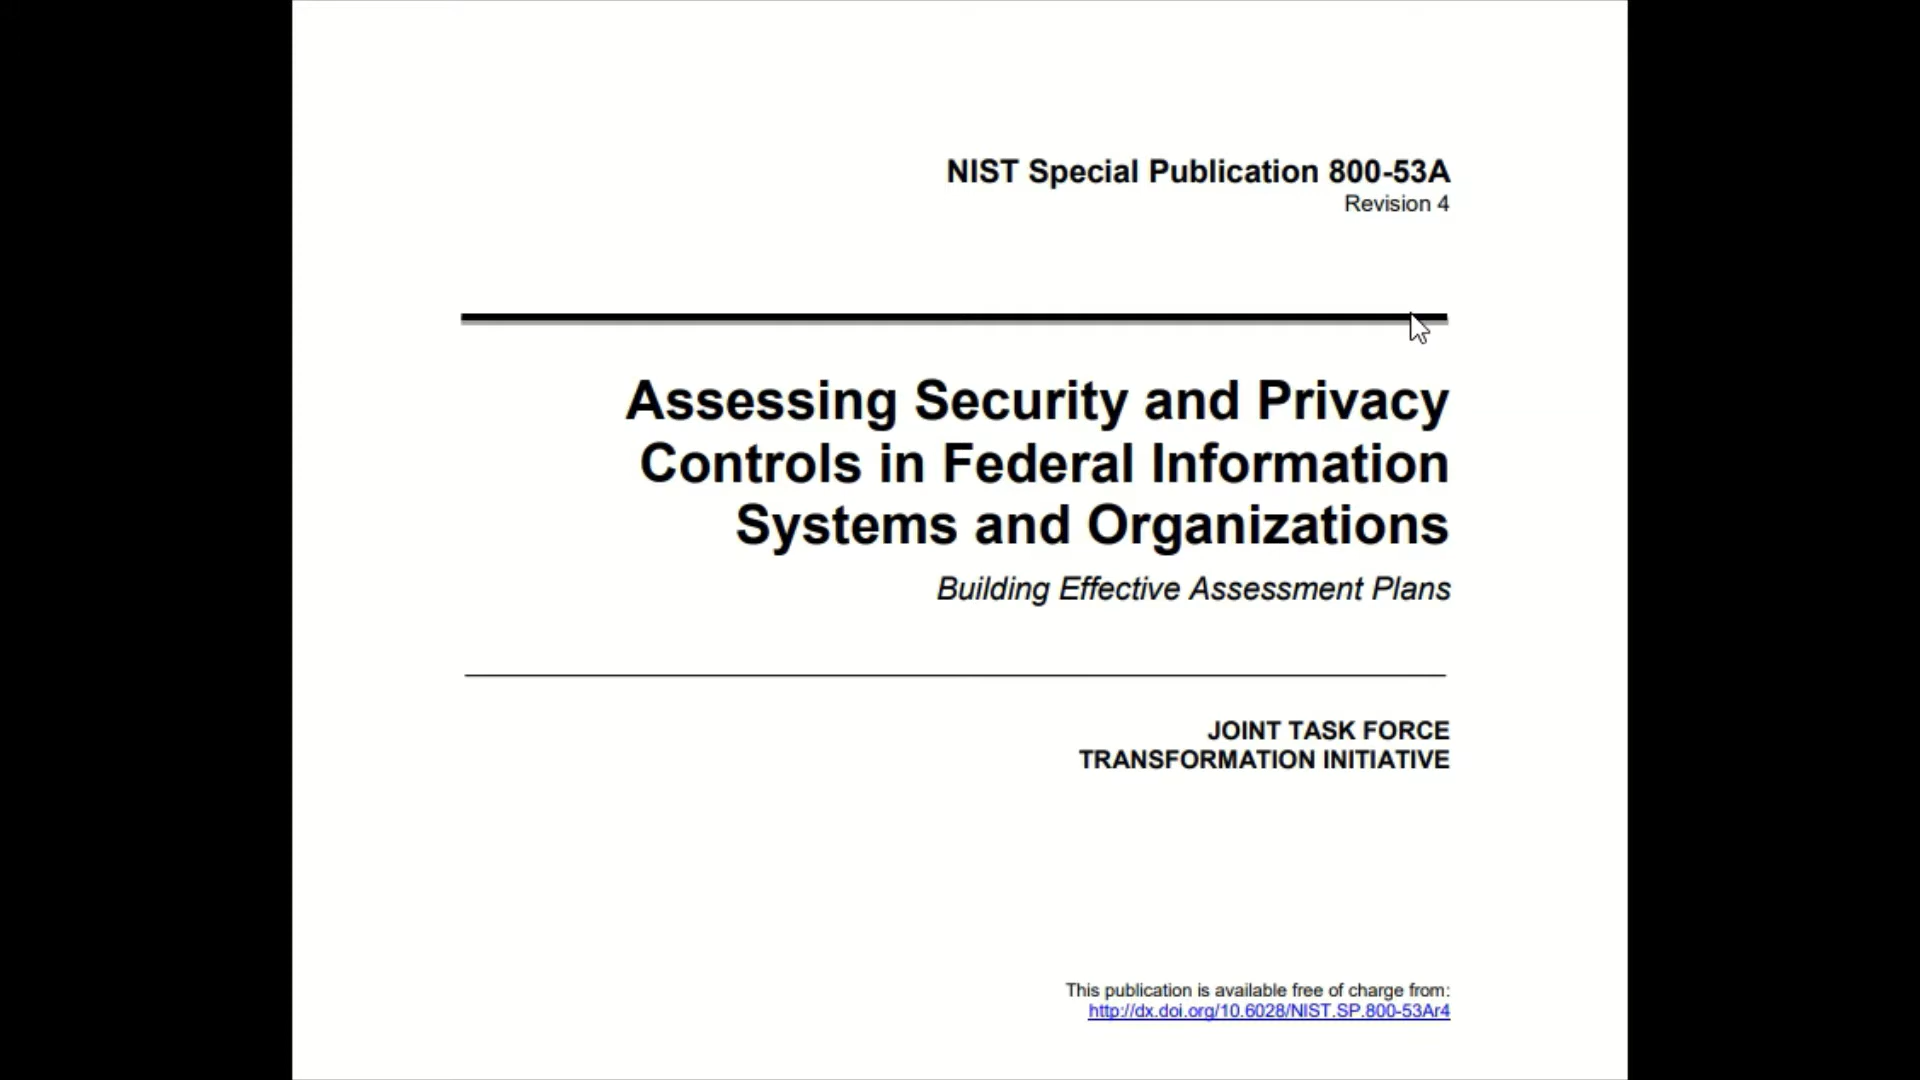 NIST Special Publication 800-53A
Revision 4
Assessing Security and Privacy
Controls in Federal Information
Systems and Organizations
Building Effective Assessment Plans
JOINT TASK FORCE
TRANSFORMATION INITIATIVE
This publication is available free of charge from:
http://dx.doi.org/10.6028/NIST.SP.800-53Ar4